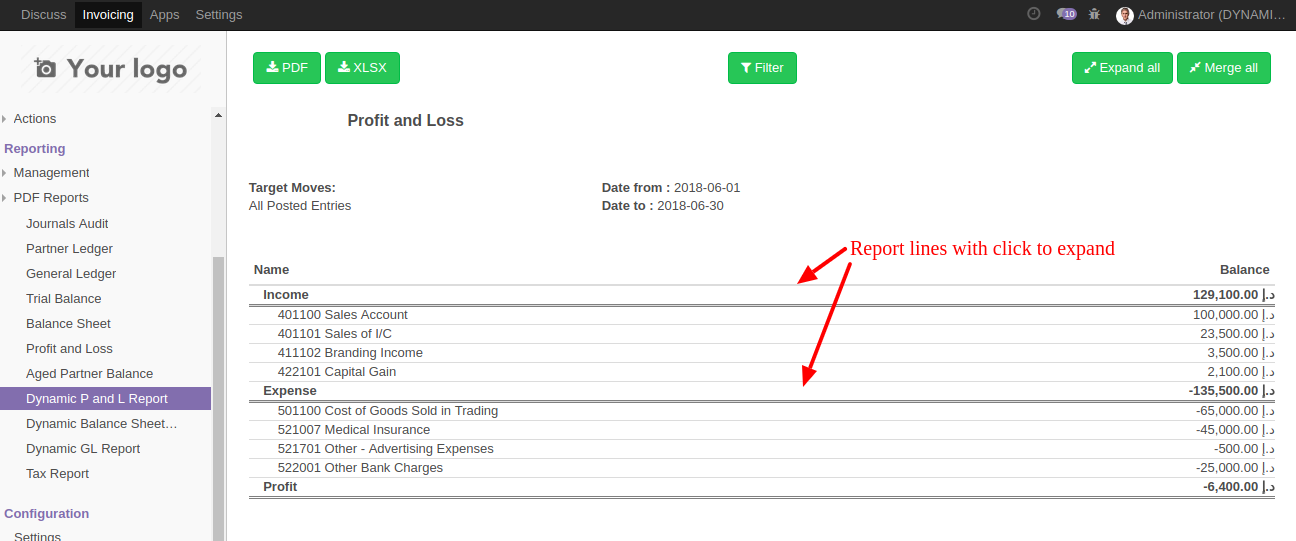 Discuss Invoicing Apps Settings 10 Administrator (DYNAMI...
Your logo
PDF XLSX Filter Expand all Merge all
Actions
Reporting
Management
PDF Reports
Journals Audit
Partner Ledger
General Ledger
Trial Balance
Balance Sheet
Profit and Loss
Aged Partner Balance
Dynamic P and L Report
Dynamic Balance Sheet...
Dynamic GL Report
Tax Report
Configuration
Settings
Profit and Loss
Target Moves:
All Posted Entries
Date from : 2018-06-01
Date to : 2018-06-30
Report lines with click to expand
Name Balance
Income 129,100.00 د.إ
401100 Sales Account 100,000.00 د.إ
401101 Sales of I/C 23,500.00 د.إ
411102 Branding Income 3,500.00 د.إ
422101 Capital Gain 2,100.00 د.إ
Expense -135,500.00 د.إ
501100 Cost of Goods Sold in Trading -65,000.00 د.إ
521007 Medical Insurance -45,000.00 د.إ
521701 Other - Advertising Expenses -500.00 د.إ
522001 Other Bank Charges -25,000.00 د.إ
Profit -6,400.00 د.إ